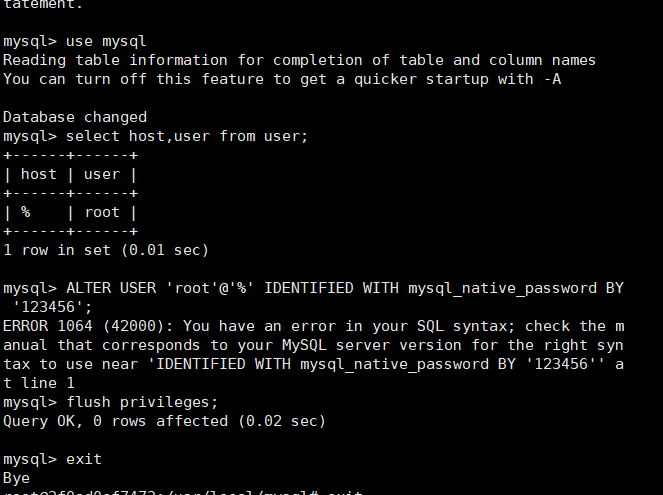 tatement.
mysql> use mysql
Reading table information for completion of table and column names
You can turn off this feature to get a quicker startup with -A
Database changed
mysql> select host,user from user;
+------+------+
| host | user |
+------+------+
| %    | root |
+------+------+
1 row in set (0.01 sec)
mysql> ALTER USER 'root'@'%' IDENTIFIED WITH mysql_native_password BY
 '123456';
ERROR 1064 (42000): You have an error in your SQL syntax; check the m
anual that corresponds to your MySQL server version for the right syn
tax to use near 'IDENTIFIED WITH mysql_native_password BY '123456'' a
t line 1
mysql> flush privileges;
Query OK, 0 rows affected (0.02 sec)
mysql> exit
Bye